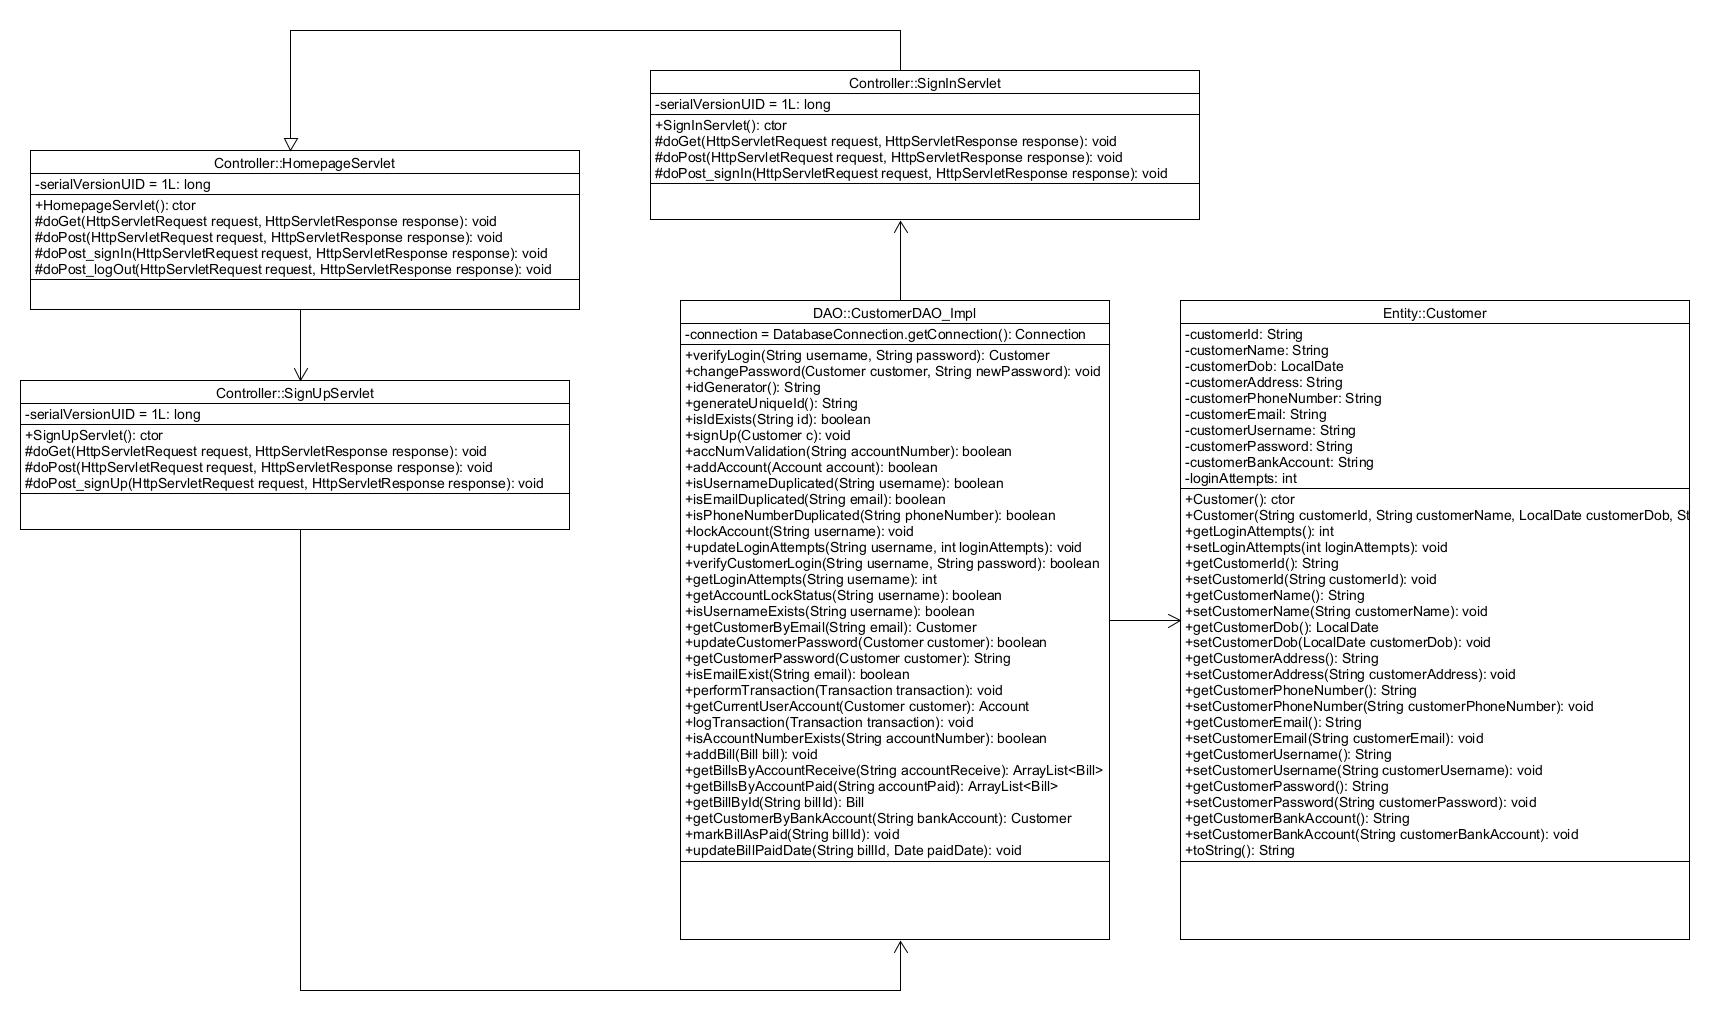 Controller::SignInServlet
-serialVersionUID = 1L: long
+SignInServlet(): ctor
#doGet(HttpServletRequest request, HttpServletResponse response): void
#doPost(HttpServletRequest request, HttpServletResponse response): void
#doPost_signIn(HttpServletRequest request, HttpServletResponse response): void
Controller::HomepageServlet
-serialVersionUID = 1L: long
+HomepageServlet(): ctor
#doGet(HttpServletRequest request, HttpServletResponse response): void
#doPost(HttpServletRequest request, HttpServletResponse response): void
#doPost_signIn(HttpServletRequest request, HttpServletResponse response): void
#doPost_logOut(HttpServletRequest request, HttpServletResponse response): void
Controller::SignUpServlet
-serialVersionUID = 1L: long
+SignUpServlet(): ctor
#doGet(HttpServletRequest request, HttpServletResponse response): void
#doPost(HttpServletRequest request, HttpServletResponse response): void
#doPost_signUp(HttpServletRequest request, HttpServletResponse response): void
DAO::CustomerDAO_Impl
-connection = DatabaseConnection.getConnection(): Connection
+verifyLogin(String username, String password): Customer
+changePassword(Customer customer, String newPassword): void
+idGenerator(): String
+generateUniqueId(): String
+isIdExists(String id): boolean
+signUp(Customer c): void
+accNumValidation(String accountNumber): boolean
+addAccount(Account account): boolean
+isUsernameDuplicated(String username): boolean
+isEmailDuplicated(String email): boolean
+isPhoneNumberDuplicated(String phoneNumber): boolean
+lockAccount(String username): void
+updateLoginAttempts(String username, int loginAttempts): void
+verifyCustomerLogin(String username, String password): boolean
+getLoginAttempts(String username): int
+getAccountLockStatus(String username): boolean
+isUsernameExists(String username): boolean
+getCustomerByEmail(String email): Customer
+updateCustomerPassword(Customer customer): boolean
+getCustomerPassword(Customer customer): String
+isEmailExist(String email): boolean
+performTransaction(Transaction transaction): void
+getCurrentUserAccount(Customer customer): Account
+logTransaction(Transaction transaction): void
+isAccountNumberExists(String accountNumber): boolean
+addBill(Bill bill): void
+getBillsByAccountReceive(String accountReceive): ArrayList<Bill>
+getBillsByAccountPaid(String accountPaid): ArrayList<Bill>
+getBillById(String billId): Bill
+getCustomerByBankAccount(String bankAccount): Customer
+markBillAsPaid(String billId): void
+updateBillPaidDate(String billId, Date paidDate): void
Entity::Customer
-customerId: String
-customerName: String
-customerDob: LocalDate
-customerAddress: String
-customerPhoneNumber: String
-customerEmail: String
-customerUsername: String
-customerPassword: String
-customerBankAccount: String
-loginAttempts: int
+Customer(): ctor
+Customer(String customerId, String customerName, LocalDate customerDob, St
+getLoginAttempts(): int
+setLoginAttempts(int loginAttempts): void
+getCustomerId(): String
+setCustomerId(String customerId): void
+getCustomerName(): String
+setCustomerName(String customerName): void
+getCustomerDob(): LocalDate
+setCustomerDob(LocalDate customerDob): void
+getCustomerAddress(): String
+setCustomerAddress(String customerAddress): void
+getCustomerPhoneNumber(): String
+setCustomerPhoneNumber(String customerPhoneNumber): void
+getCustomerEmail(): String
+setCustomerEmail(String customerEmail): void
+getCustomerUsername(): String
+setCustomerUsername(String customerUsername): void
+getCustomerPassword(): String
+setCustomerPassword(String customerPassword): void
+getCustomerBankAccount(): String
+setCustomerBankAccount(String customerBankAccount): void
+toString(): String